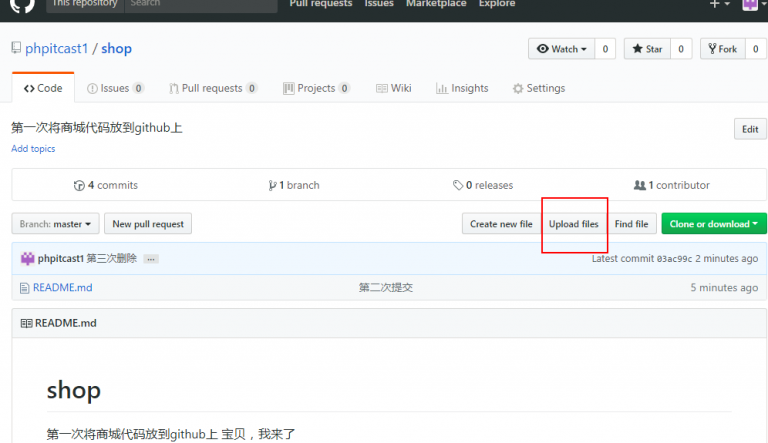 This repository Search Pull requests Issues Marketplace Explore
phpitcast1 / shop Watch 0 Star 0 Fork 0
Code Issues 0 Pull requests 0 Projects 0 Wiki Insights Settings
第一次将商城代码放到github上 Edit
Add topics
4 commits 1 branch 0 releases 1 contributor
Branch: master New pull request Create new file Upload files Find file Clone or download
phpitcast1 第三次删除 ... Latest commit 03ac99c 2 minutes ago
README.md 第二次提交 5 minutes ago
README.md
shop
第一次将商城代码放到github上 宝贝，我来了